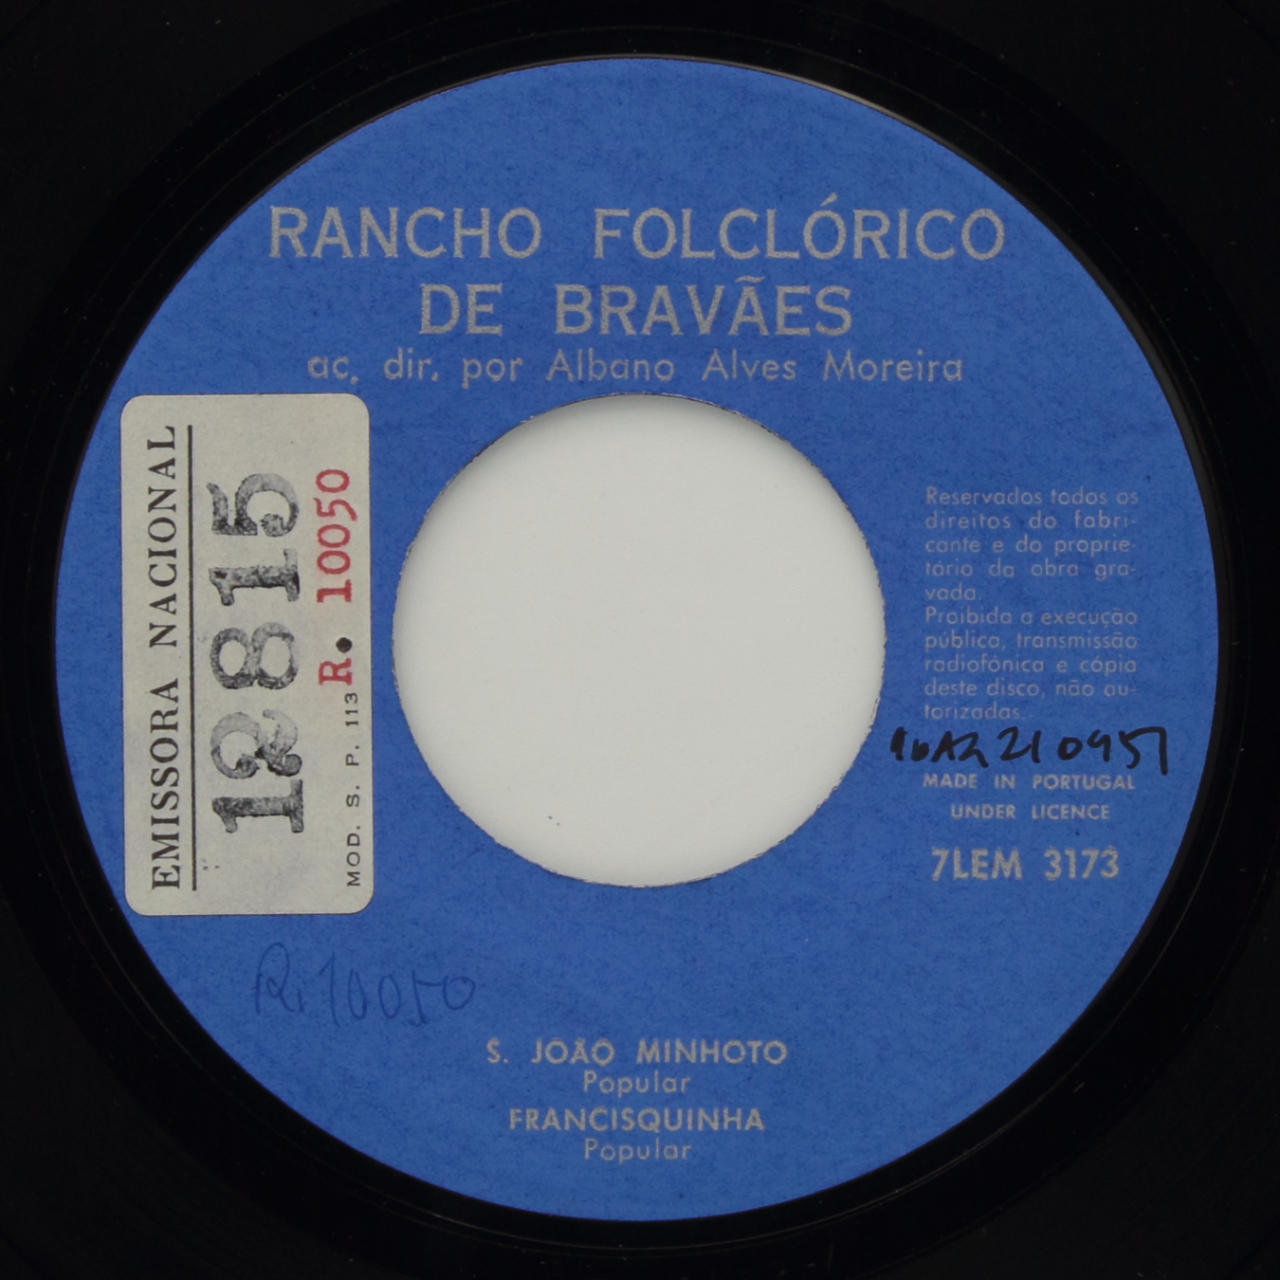 RANCHO FOLCLÓRICO
DE BRAVÃES
ac. dir. por Albano Alves Moreira
EMISSORA NACIONAL
12815
R. 10050
MOD. S. P. 113
Reservados todos os
direitos do fabri-
cante e do proprie-
tário da obra gra-
vada.
Proibida a execução
pública, transmissão
radiofónica e cópia
deste disco, não au-
torizadas.
210951
MADE IN PORTUGAL
UNDER LICENCE
7LEM 3173
R. 10050
S. JOÃO MINHOTO
Popular
FRANCISQUINHA
Popular